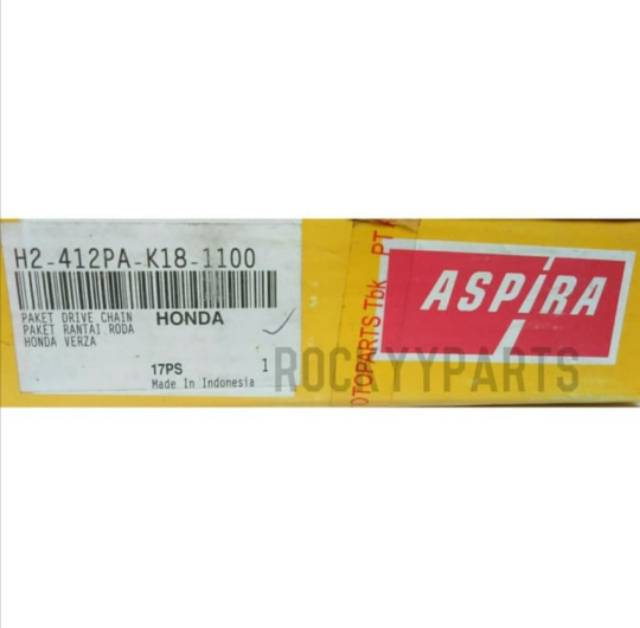 H2-412PA-K18-1100
PAKET DRIVE CHAIN
PAKET RANTAI RODA
HONDA VERZA
HONDA
17PS
1
Made In Indonesia
OTOPARTS Tbk
PT
ASPIRA
ROCKYYPARTS